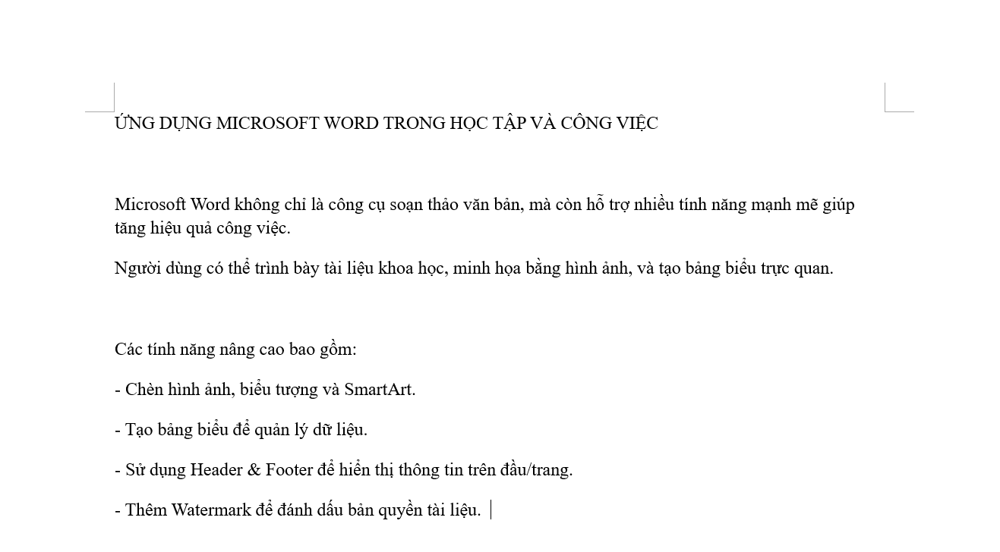 ỨNG DỤNG MICROSOFT WORD TRONG HỌC TẬP VÀ CÔNG VIỆC
Microsoft Word không chỉ là công cụ soạn thảo văn bản, mà còn hỗ trợ nhiều tính năng mạnh mẽ giúp
tăng hiệu quả công việc.
Người dùng có thể trình bày tài liệu khoa học, minh họa bằng hình ảnh, và tạo bảng biểu trực quan.
Các tính năng nâng cao bao gồm:
- Chèn hình ảnh, biểu tượng và SmartArt.
- Tạo bảng biểu để quản lý dữ liệu.
- Sử dụng Header & Footer để hiển thị thông tin trên đầu/trang.
- Thêm Watermark để đánh dấu bản quyền tài liệu.